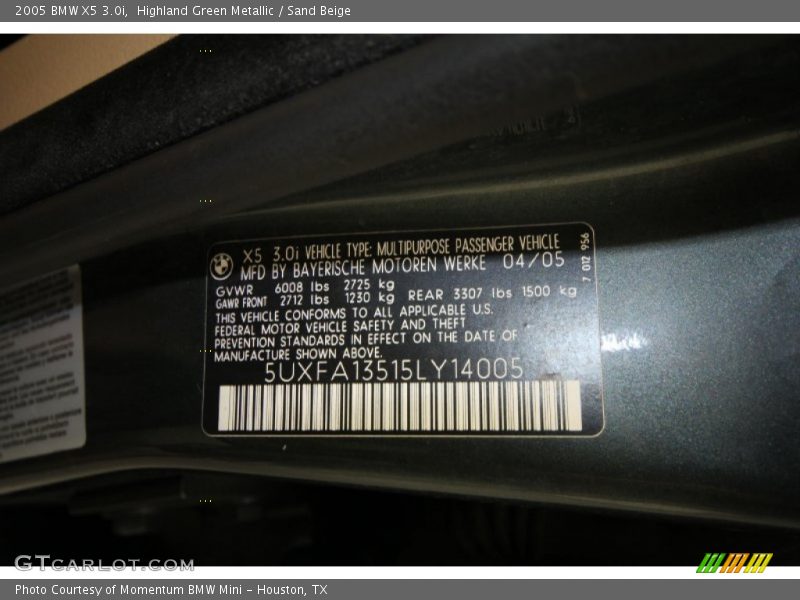 2005 BMW X5 3.0i,  Highland Green Metallic / Sand Beige
X5 3.0i VEHICLE TYPE: MULTIPURPOSE PASSENGER VEHICLE
MFD BY BAYERISCHE MOTOREN WERKE 04/05
GVWR 6008 lbs 2725 kg
GAWR FRONT 2712 lbs 1230 kg REAR 3307 lbs 1500 kg
THIS VEHICLE CONFORMS TO ALL APPLICABLE U.S.
FEDERAL MOTOR VEHICLE SAFETY AND THEFT
PREVENTION STANDARDS IN EFFECT ON THE DATE OF
MANUFACTURE SHOWN ABOVE.
5UXFA13515LY14005
7 012 956
GTCARLOT.COM
Photo Courtesy of Momentum BMW Mini - Houston, TX